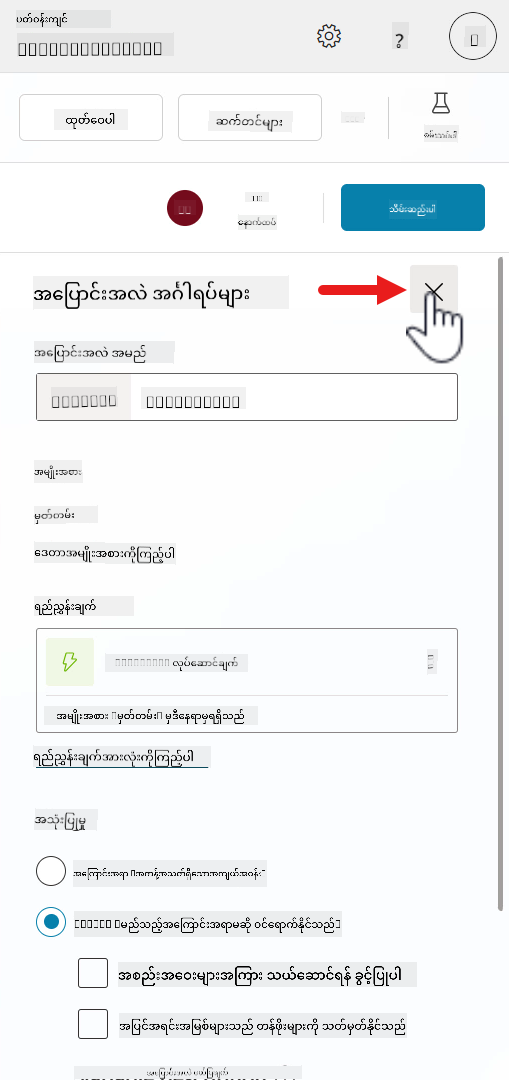 ပတ်ဝန်းကျင်
?
ထုတ်ဝေပါ
ဆက်တင်များ
စမ်းသပ်ပါ
နောက်ထပ်
သိမ်းဆည်းပါ
အပြောင်းအလဲ အင်္ဂါရပ်များ
အပြောင်းအလဲ အမည်
အမျိုးအစား
မှတ်တမ်း
ဒေတာအမျိုးအစားကိုကြည့်ပါ
ရည်ညွှန်းချက်
လုပ်ဆောင်ချက်
အမျိုးအစား မှတ်တမ်း မှဒီနေရာမှရရှိသည်
ရည်ညွှန်းချက်အားလုံးကိုကြည့်ပါ
အသုံးပြုမှု
အကြောင်းအရာ
မည်သည့်အကြောင်းအရာမဆို ဝင်ရောက်နိုင်သည်
အစည်းအဝေးများအကြား သယ်ဆောင်ရန် ခွင့်ပြုပါ
အပြင်အရင်းအမြစ်များသည် တန်ဖိုးများကို သတ်မှတ်နိုင်သည်